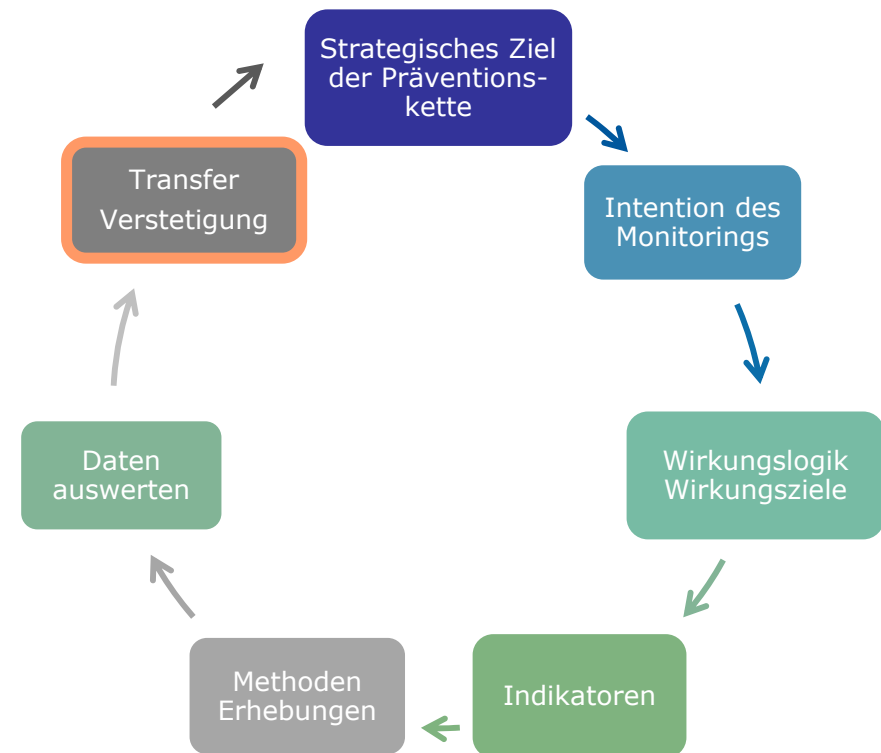 Strategisches Ziel
der Präventions-
kette
Intention des
Monitorings
Wirkungslogik
Wirkungsziele
Indikatoren
Methoden
Erhebungen
Daten
auswerten
Transfer
Verstetigung